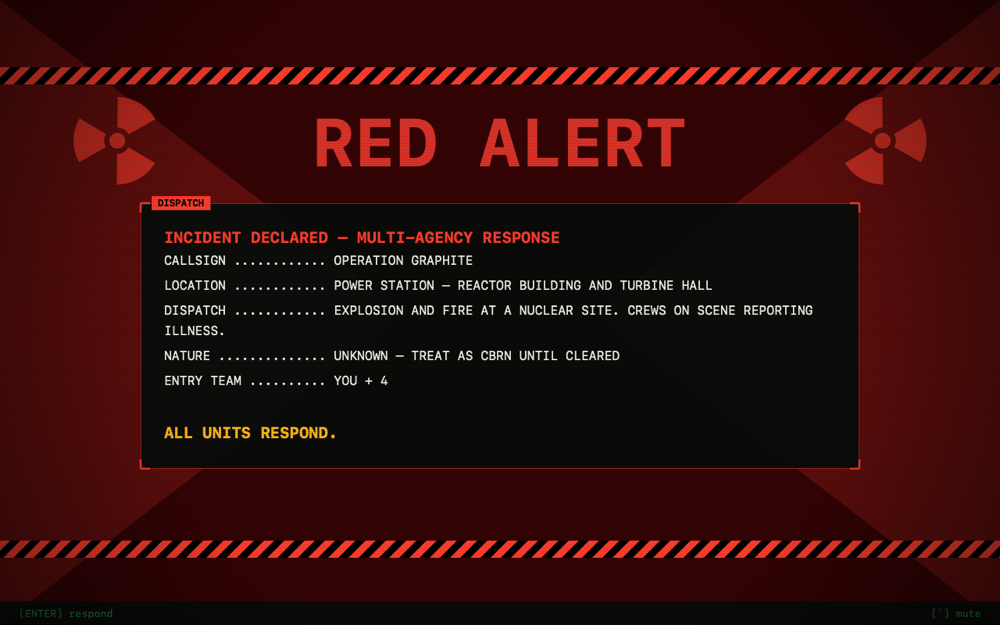 RED ALERT
DISPATCH
INCIDENT DECLARED — MULTI-AGENCY RESPONSE
CALLSIGN ............ OPERATION GRAPHITE
LOCATION ............ POWER STATION — REACTOR BUILDING AND TURBINE HALL
DISPATCH ............ EXPLOSION AND FIRE AT A NUCLEAR SITE. CREWS ON SCENE REPORTING
ILLNESS.
NATURE .............. UNKNOWN — TREAT AS CBRN UNTIL CLEARED
ENTRY TEAM .......... YOU + 4
ALL UNITS RESPOND.
[ENTER] respond
[`] mute